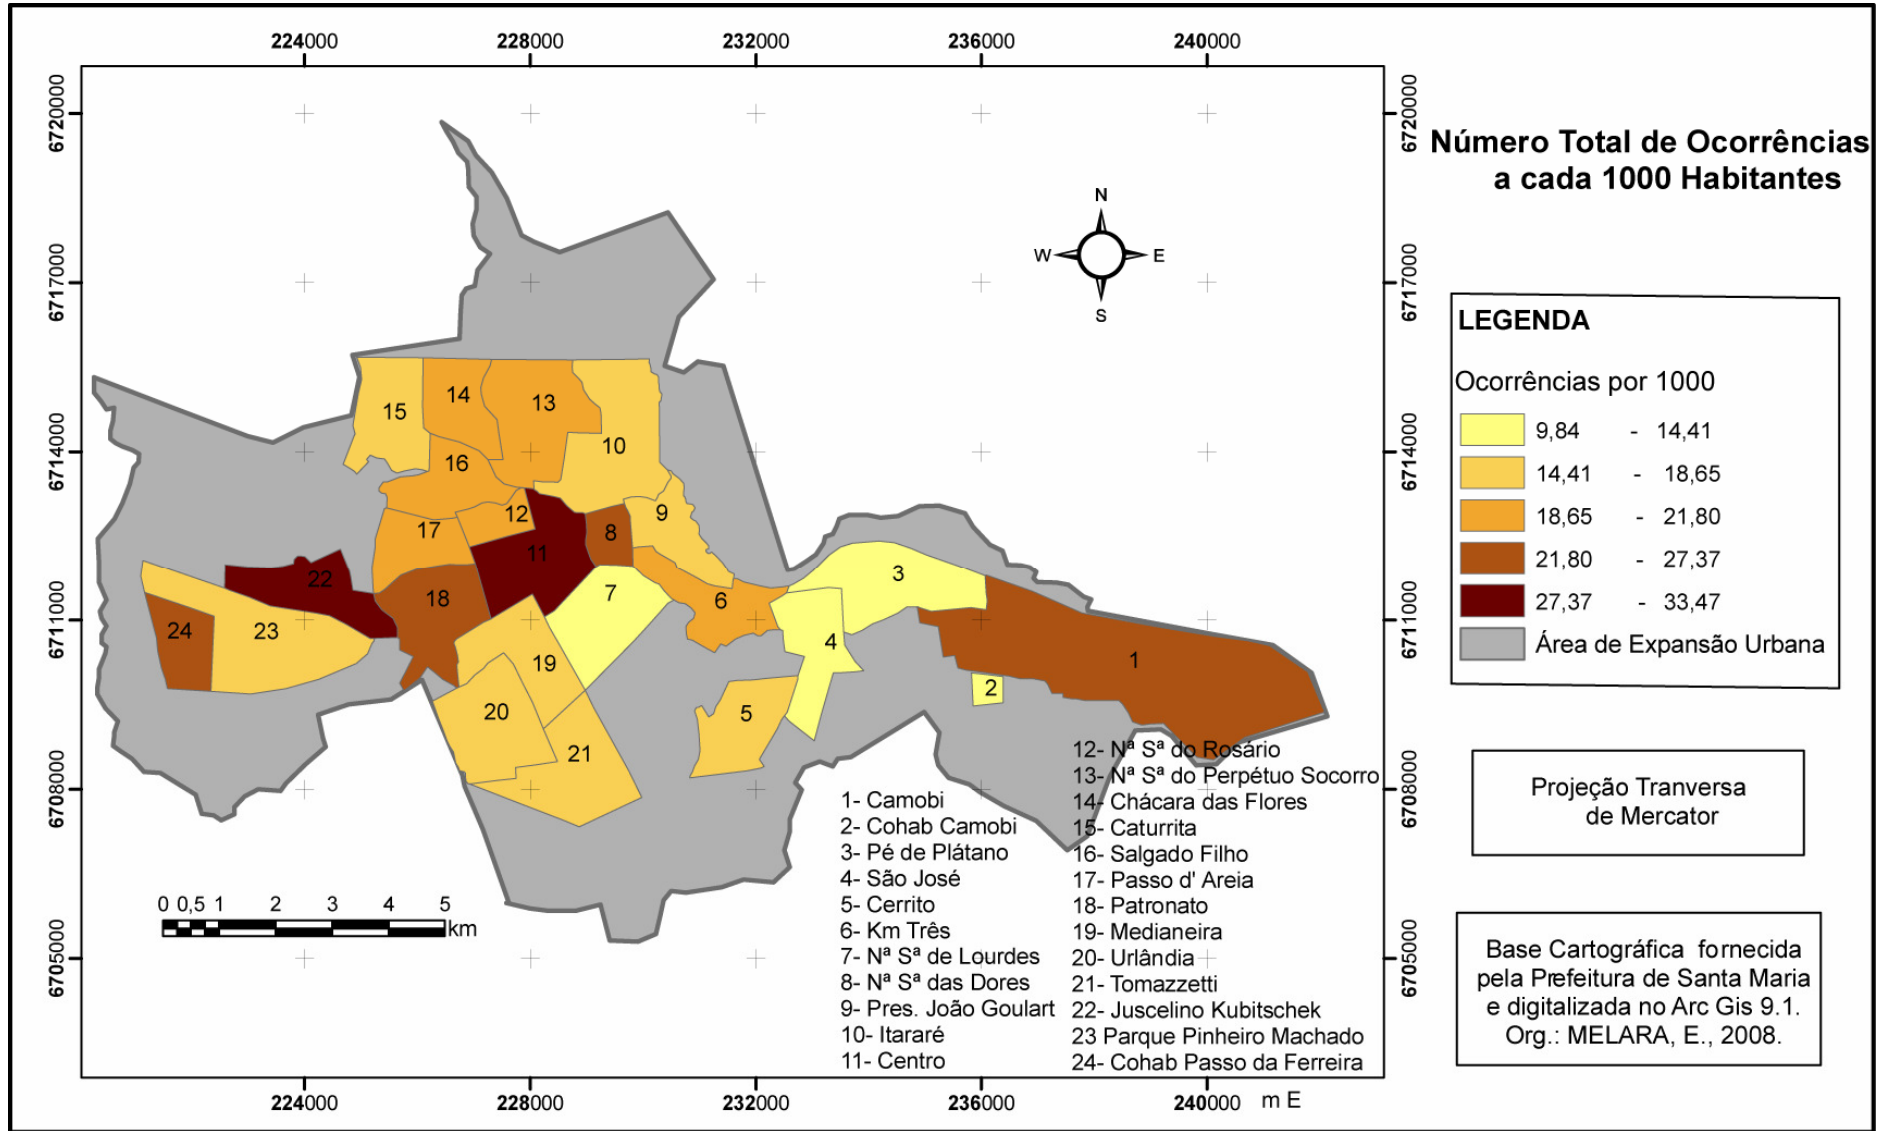 224000 228000 232000 236000 240000
6720000
6717000
6714000
6711000
6708000
6705000
Número Total de Ocorrências
a cada 1000 Habitantes
N
W E
S
LEGENDA
Ocorrências por 1000
9,84 - 14,41
14,41 - 18,65
18,65 - 21,80
21,80 - 27,37
27,37 - 33,47
Área de Expansão Urbana
15
14
13
10
16
9
12
17
8
11
22
7
3
18
6
24
23
4
19
1
2
20
5
21
1- Camobi
2- Cohab Camobi
3- Pé de Plátano
4- São José
5- Cerrito
6- Km Três
7- Nª Sª de Lourdes
8- Nª Sª das Dores
9- Pres. João Goulart
10- Itararé
11- Centro
12- Nª Sª do Rosário
13- Nª Sª do Perpétuo Socorro
14- Chácara das Flores
15- Caturrita
16- Salgado Filho
17- Passo d' Areia
18- Patronato
19- Medianeira
20- Urlândia
21- Tomazzetti
22- Juscelino Kubitschek
23 Parque Pinheiro Machado
24- Cohab Passo da Ferreira
0 0,5 1 2 3 4 5
km
Projeção Tranversa
de Mercator
Base Cartográfica fornecida
pela Prefeitura de Santa Maria
e digitalizada no Arc Gis 9.1.
Org.: MELARA, E., 2008.
6720000
6717000
6714000
6711000
6708000
6705000
224000 228000 232000 236000 240000 m E